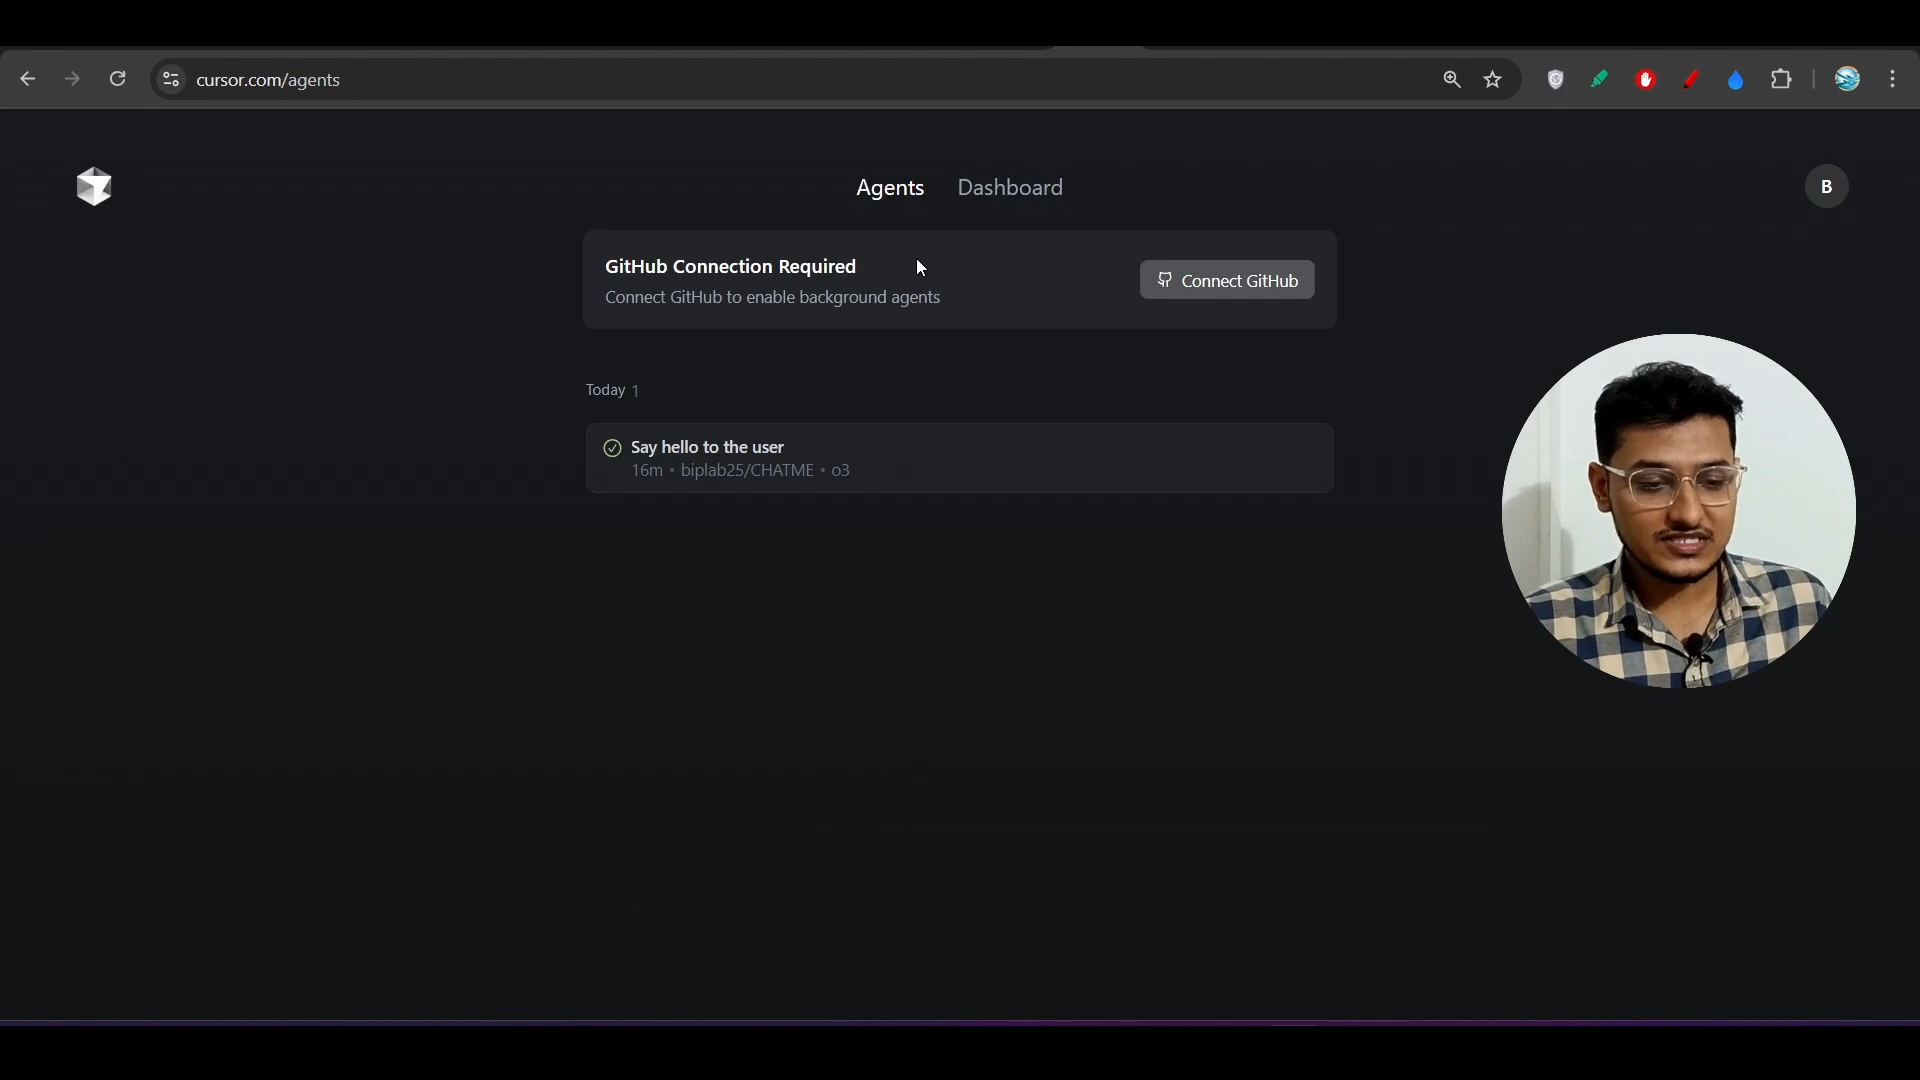 cursor.com/agents
Agents Dashboard
B
GitHub Connection Required
Connect GitHub to enable background agents
Connect GitHub
Today 1
Say hello to the user
16m • biplab25/CHATME • o3